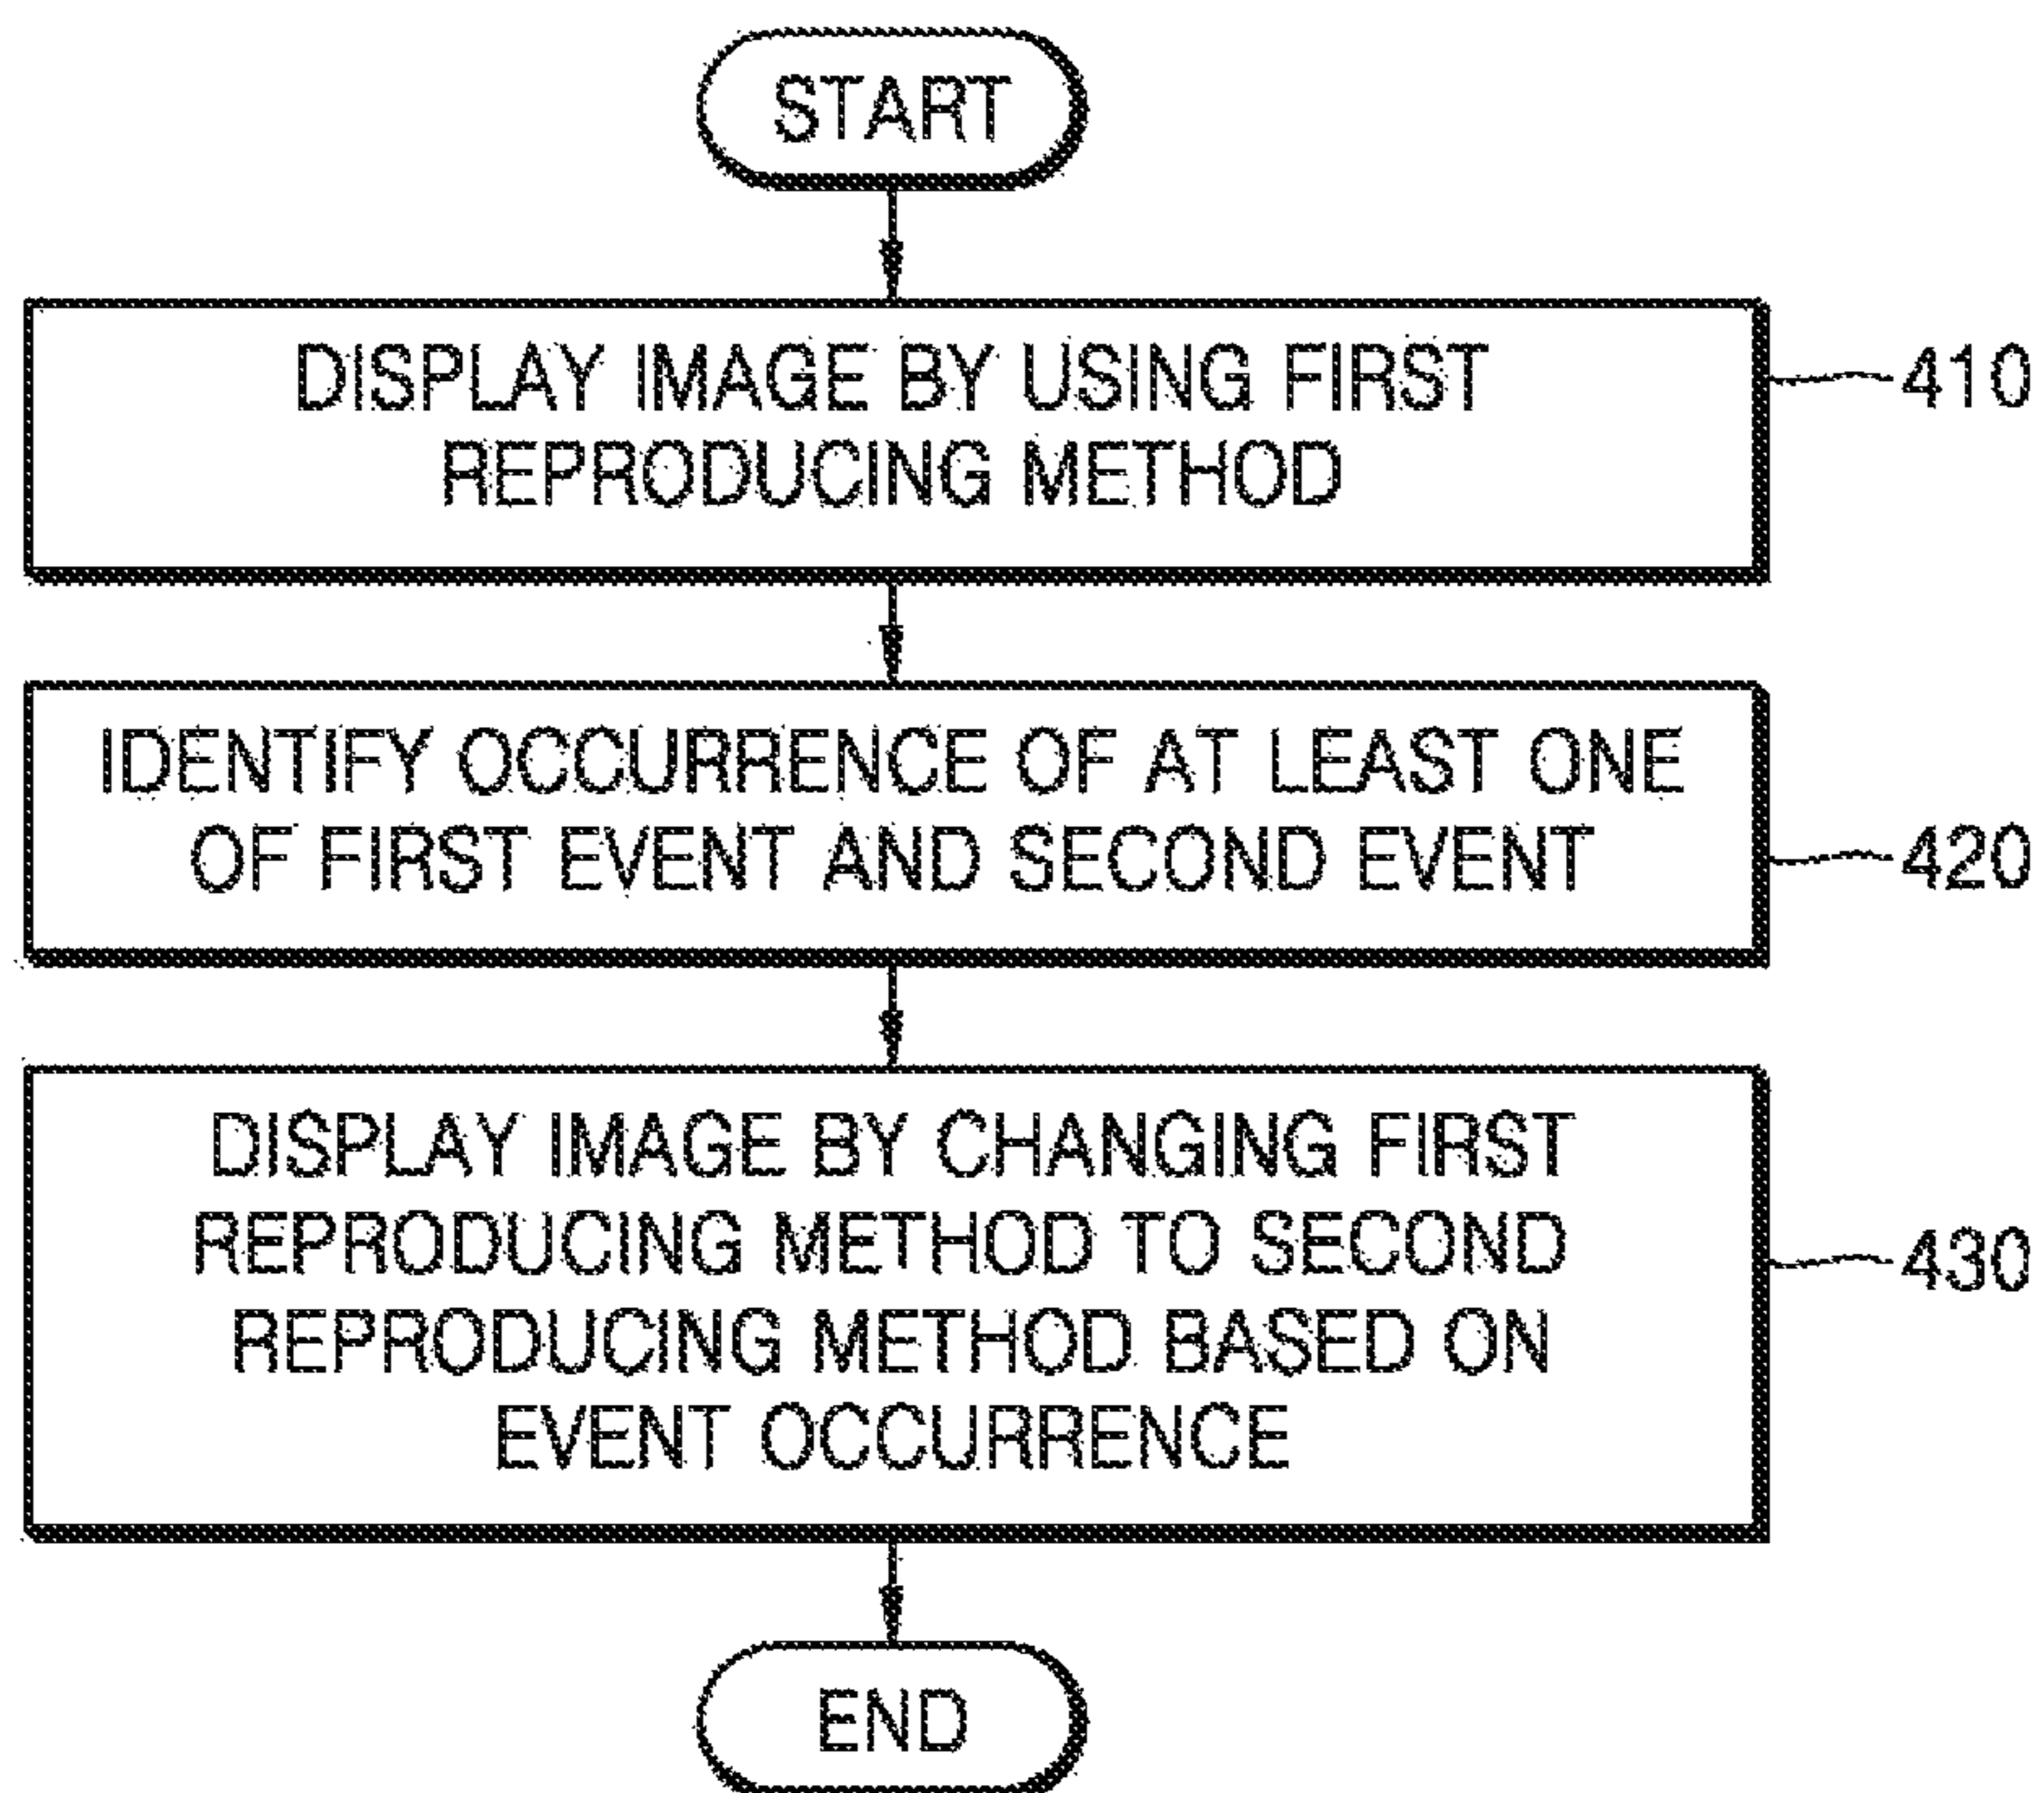 START
DISPLAY IMAGE BY USING FIRST
REPRODUCING METHOD
410
IDENTIFY OCCURRENCE OF AT LEAST ONE
OF FIRST EVENT AND SECOND EVENT
420
DISPLAY IMAGE BY CHANGING FIRST
REPRODUCING METHOD TO SECOND
REPRODUCING METHOD BASED ON
EVENT OCCURRENCE
430
END